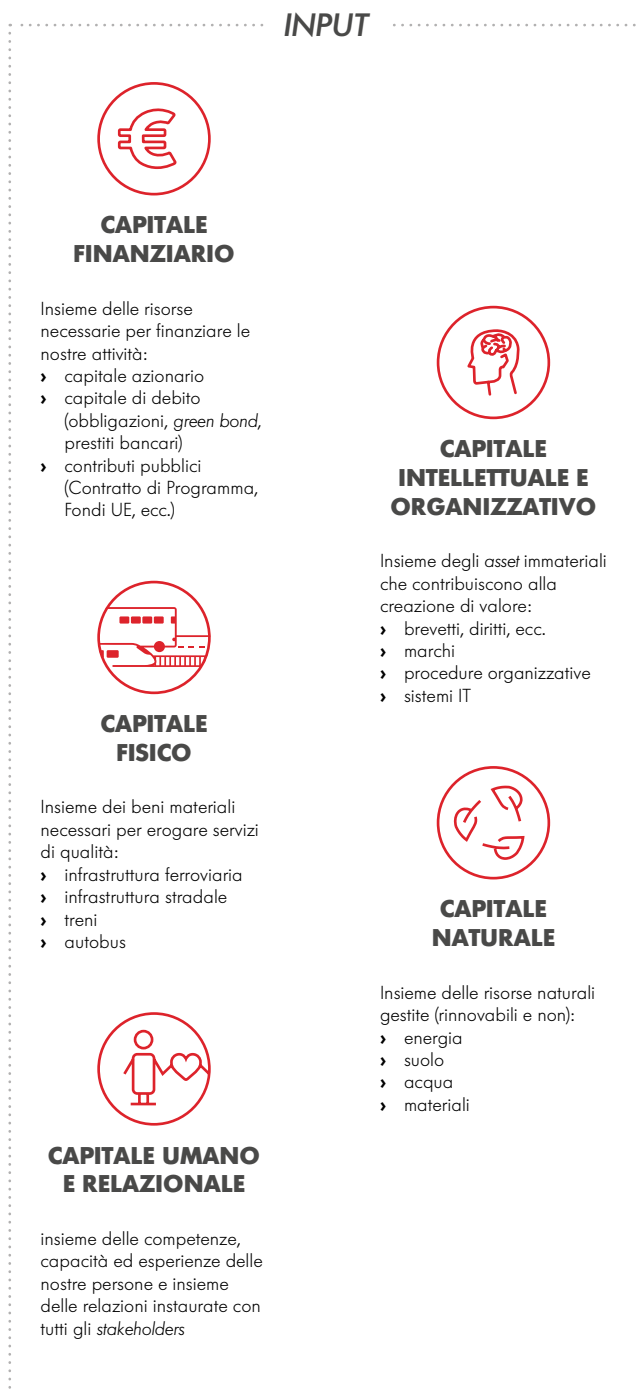 INPUT
CAPITALE
FINANZIARIO
Insieme delle risorse
necessarie per finanziare le
nostre attività:
› capitale azionario
› capitale di debito
(obbligazioni, green bond,
prestiti bancari)
› contributi pubblici
(Contratto di Programma,
Fondi UE, ecc.)
CAPITALE
FISICO
Insieme dei beni materiali
necessari per erogare servizi
di qualità:
› infrastruttura ferroviaria
› infrastruttura stradale
› treni
› autobus
CAPITALE UMANO
E RELAZIONALE
insieme delle competenze,
capacità ed esperienze delle
nostre persone e insieme
delle relazioni instaurate con
tutti gli stakeholders
CAPITALE
INTELLETTUALE E
ORGANIZZATIVO
Insieme degli asset immateriali
che contribuiscono alla
creazione di valore:
› brevetti, diritti, ecc.
› marchi
› procedure organizzative
› sistemi IT
CAPITALE
NATURALE
Insieme delle risorse naturali
gestite (rinnovabili e non):
› energia
› suolo
› acqua
› materiali